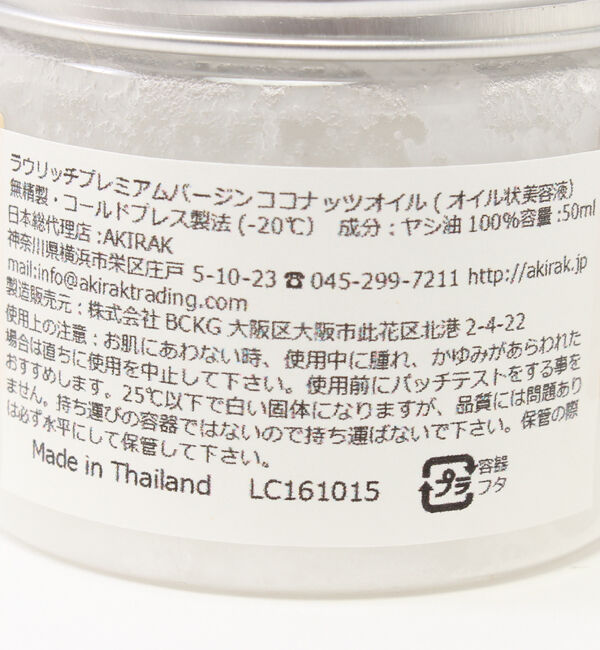 ラウリッチプレミアムバージンココナッツオイル ( オイル状美容液)
無精製・コールドプレス製法 (-20℃) 成分 : ヤシ油 100%容量 :50ml
日本総代理店 :AKIRAK
神奈川県横浜市栄区庄戸 5-10-23 ☎045-299-7211 http://akirak.jp
mail:info@akiraktrading.com
製造販売元 : 株式会社 BCKG 大阪区大阪市此花区北港 2-4-22
使用上の注意 : お肌にあわない時、使用中に腫れ、かゆみがあらわれた
場合は直ちに使用を中止して下さい。使用前にパッチテストをする事を
おすすめします。25℃以下で白い固体になりますが、品質には問題あり
ません。持ち運びの容器ではないので持ち運ばないで下さい。保管の際
は必ず水平にして保管して下さい。
Made in Thailand LC161015
プラ 容器
フタ